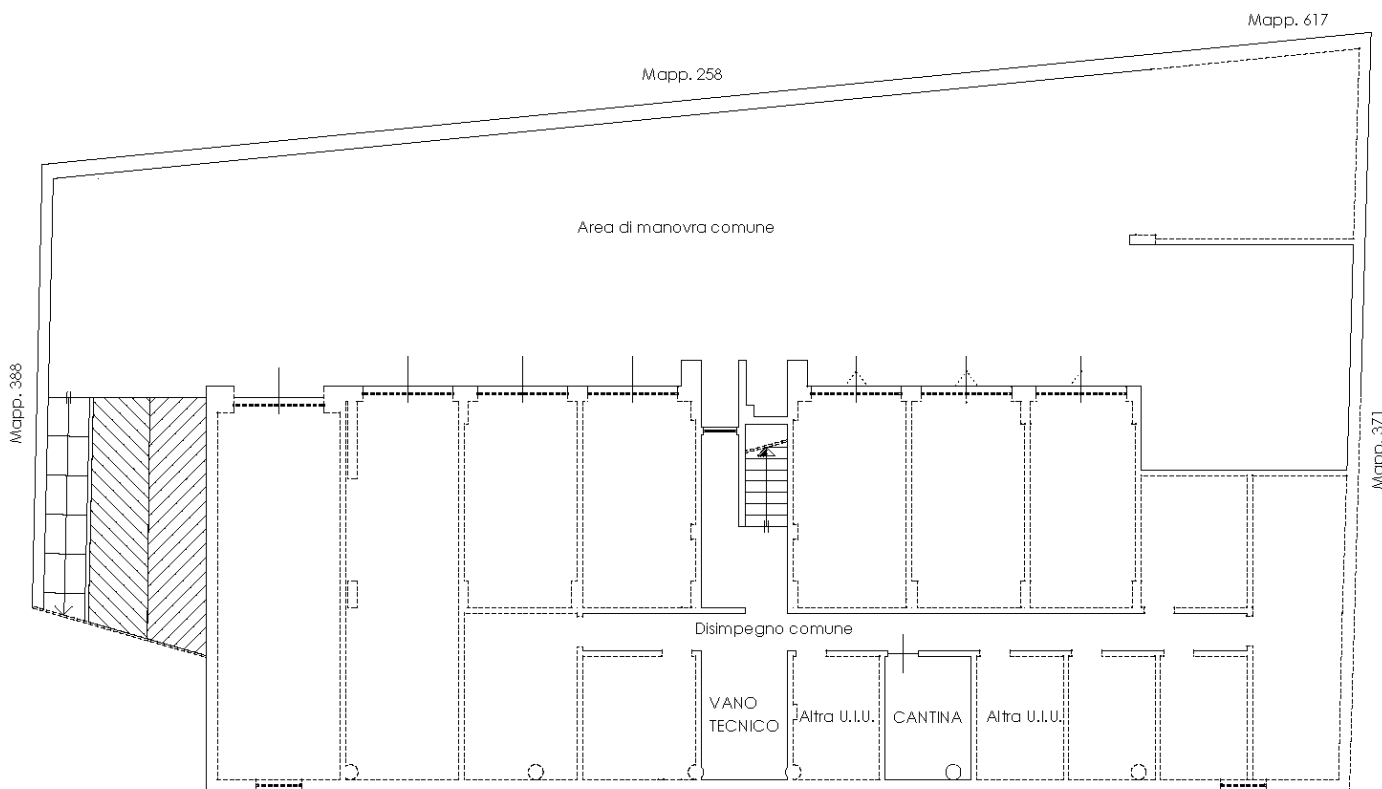 Mapp. 617
Mapp. 258
Area di manovra comune
Mapp. 388
Mapp. 371
Disimpegno comune
VANO
TECNICO
Altra U.I.U.
CANTINA
Altra U.I.U.